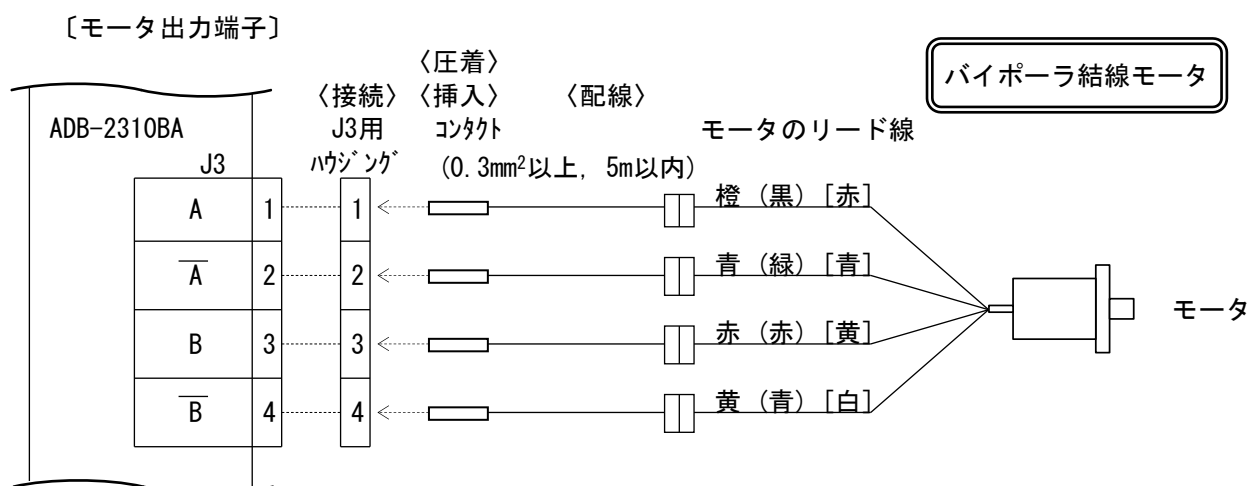 〔モータ出力端子〕
バイポーラ結線モータ
〈圧着〉
〈接続〉〈挿入〉 〈配線〉
ADB-2310BA J3用 コンタクト モータのリード線
J3 ハウジング (0.3mm²以上, 5m以内)
A 1 1 橙 (黒) [赤]
A̅ 2 2 青 (緑) [青]
モータ
B 3 3 赤 (赤) [黄]
B̅ 4 4 黄 (青) [白]